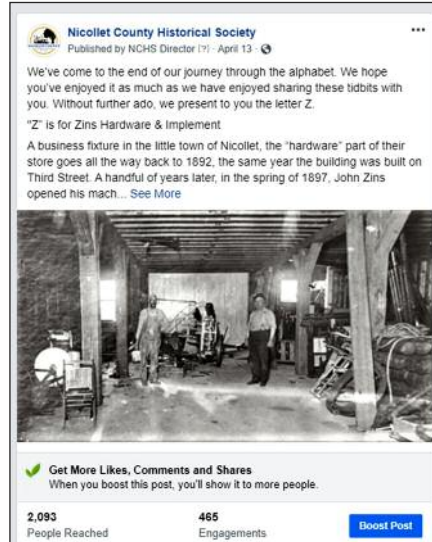 Nicollet County Historical Society
Published by NCHS Director [?] · April 13 ·
We've come to the end of our journey through the alphabet. We hope
you've enjoyed it as much as we have enjoyed sharing these tidbits with
you. Without further ado, we present to you the letter Z.
"Z" is for Zins Hardware & Implement
A business fixture in the little town of Nicollet, the "hardware" part of their
store goes all the way back to 1892, the same year the building was built on
Third Street. A handful of years later, in the spring of 1897, John Zins
opened his mach... See More
Get More Likes, Comments and Shares
When you boost this post, you'll show it to more people.
2,093
People Reached
465
Engagements
Boost Post